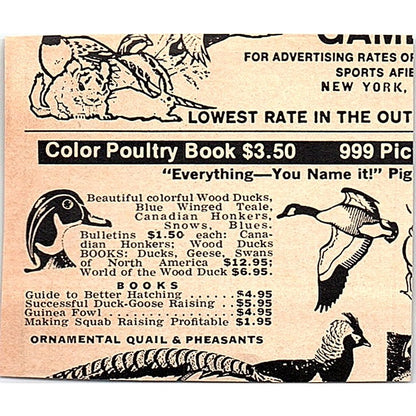 FOR ADVERTISING RATES
SPORTS
NEW YORK,
LOWEST RATE IN THE OUT
Color Poultry Book $3.50 999 Pic
"Everything—You Name it!" Pig
Beautiful colorful Wood Ducks,
Blue Winged Teale,
Canadian Honkers,
Snows, Blues.
Bulletins $1.50 each: Cana-
dian Honkers; Wood Ducks
BOOKS: Ducks, Geese, Swans
of North America $12.95;
World of the Wood Duck $6.95.
BOOKS
Guide to Better Hatching ......$4.95
Successful Duck-Goose Raising .$5.95
Guinea Fowl .................$4.95
Making Squab Raising Profitable $1.95
ORNAMENTAL QUAIL & PHEASANTS